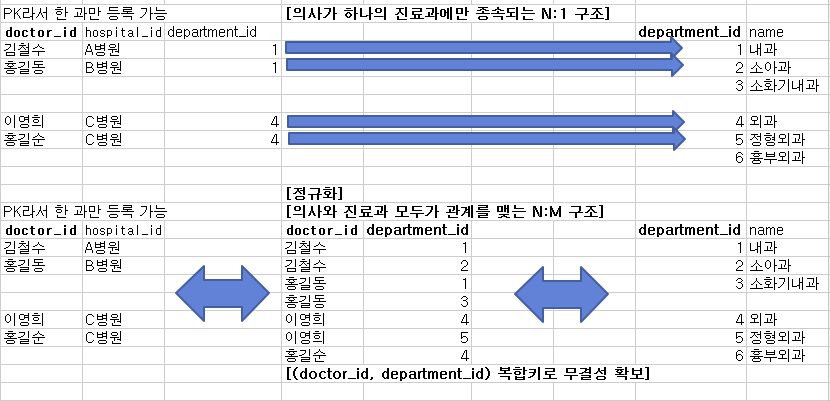 PK라서 한 과만 등록 가능 [의사가 하나의 진료과에만 종속되는 N:1 구조]
doctor_id hospital_id department_id department_id name
김철수 A병원 1 1 내과
홍길동 B병원 1 2 소아과
3 소화기내과
이영희 C병원 4 4 외과
홍길순 C병원 4 5 정형외과
6 흉부외과
[정규화]
PK라서 한 과만 등록 가능 [의사와 진료과 모두가 관계를 맺는 N:M 구조]
doctor_id hospital_id doctor_id department_id department_id name
김철수 A병원 김철수 1 1 내과
홍길동 B병원 김철수 2 2 소아과
홍길동 1 3 소화기내과
홍길동 3
이영희 C병원 이영희 4 4 외과
홍길순 C병원 이영희 5 5 정형외과
홍길순 4 6 흉부외과
[(doctor_id, department_id) 복합키로 무결성 확보]